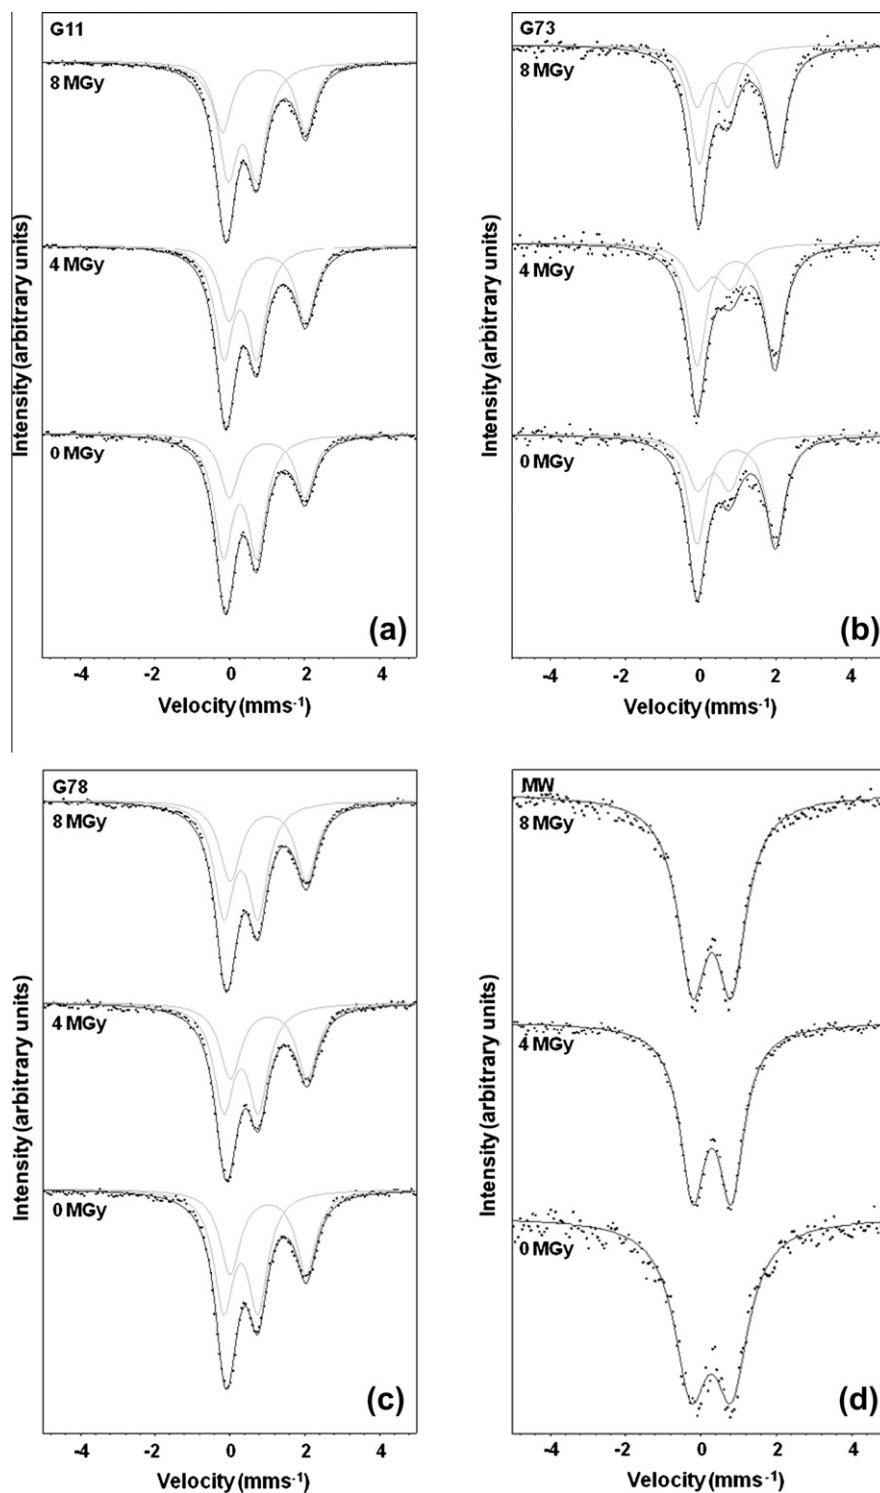 G11
8 MGy
4 MGy
0 MGy
Intensity (arbitrary units)
(a)
-4 -2 0 2 4
Velocity (mms-1)
G73
8 MGy
4 MGy
0 MGy
Intensity (arbitrary units)
(b)
-4 -2 0 2 4
Velocity (mms-1)
G78
8 MGy
4 MGy
0 MGy
Intensity (arbitrary units)
(c)
-4 -2 0 2 4
Velocity (mms-1)
MW
8 MGy
4 MGy
0 MGy
Intensity (arbitrary units)
(d)
-4 -2 0 2 4
Velocity (mms-1)